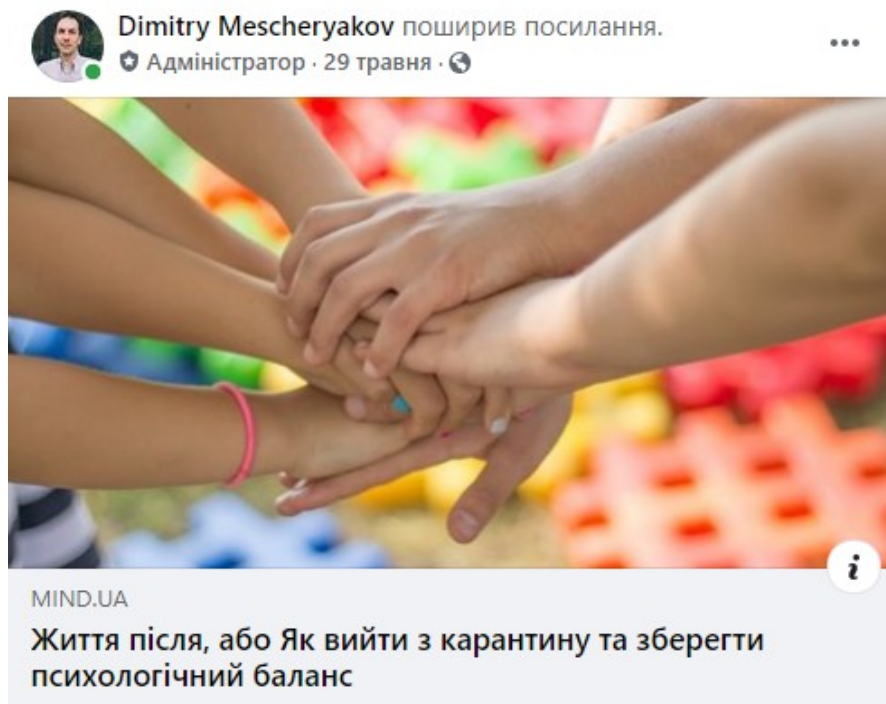 Dimitry Mescheryakov поширив посилання.
Адміністратор · 29 травня ·
MIND.UA
Життя після, або Як вийти з карантину та зберегти
психологічний баланс